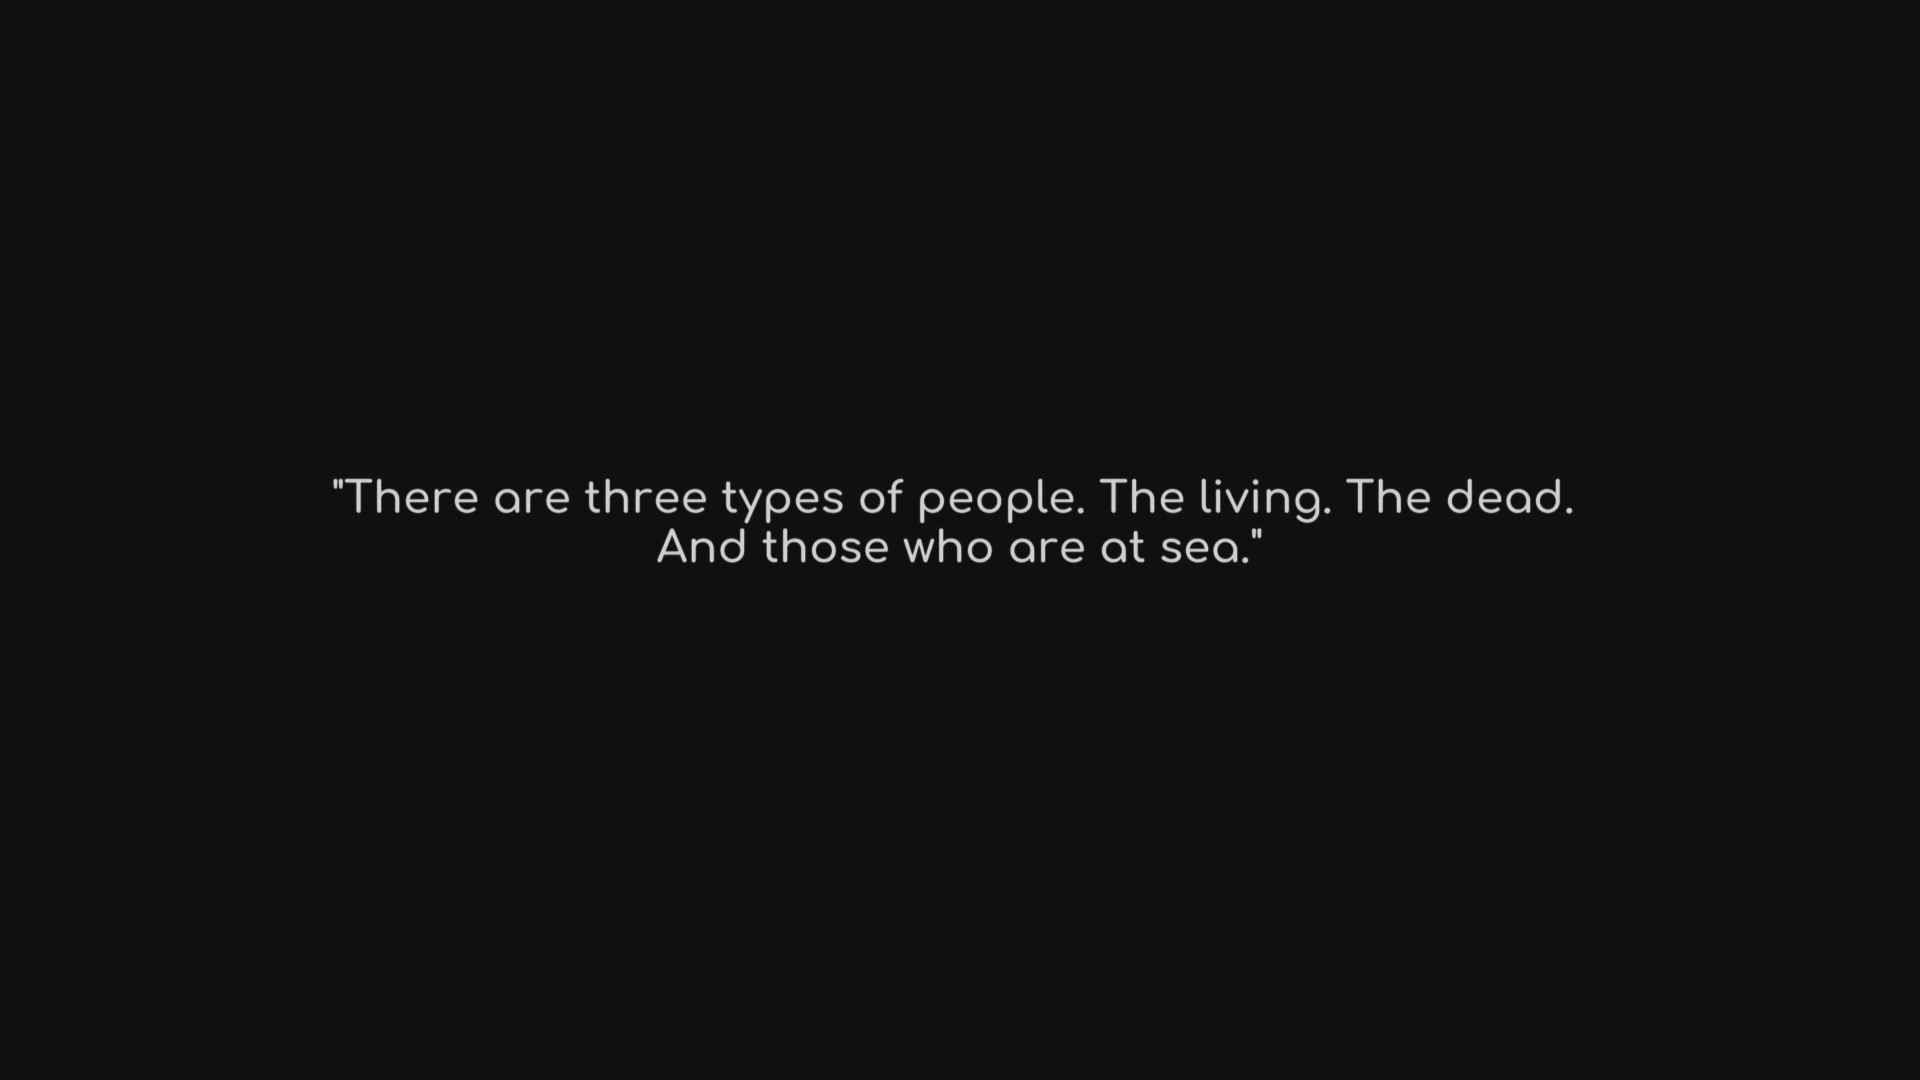 "There are three types of people. The living. The dead.
And those who are at sea."